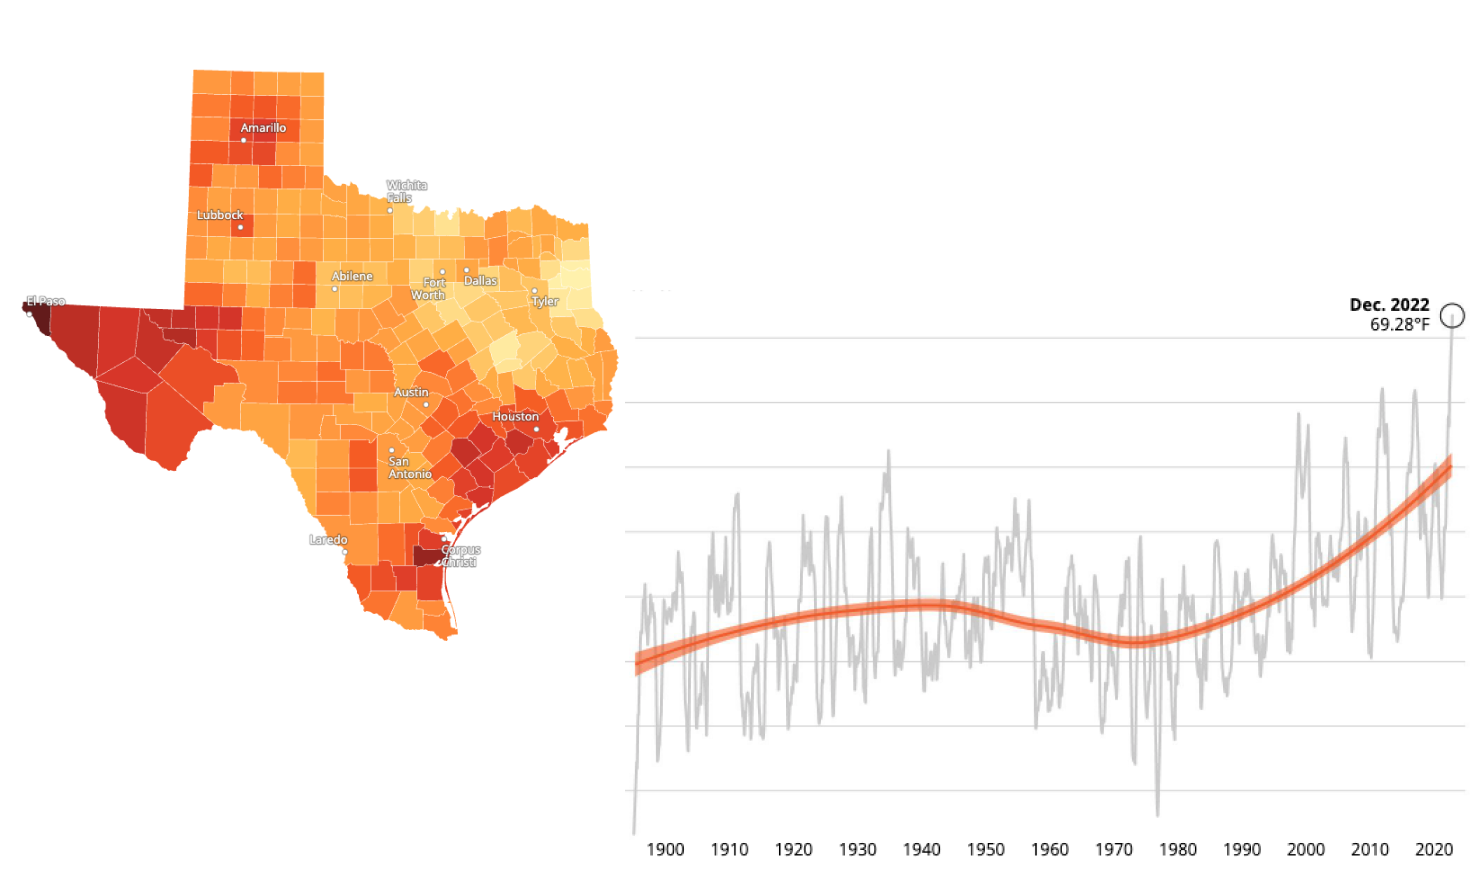 Amarillo
Wichita
Falls
Lubbock
Abilene
Fort
Worth
Dallas
Tyler
El Paso
Austin
Houston
San
Antonio
Laredo
Corpus
Christi
Dec. 2022
69.28°F
1900 1910 1920 1930 1940 1950 1960 1970 1980 1990 2000 2010 2020